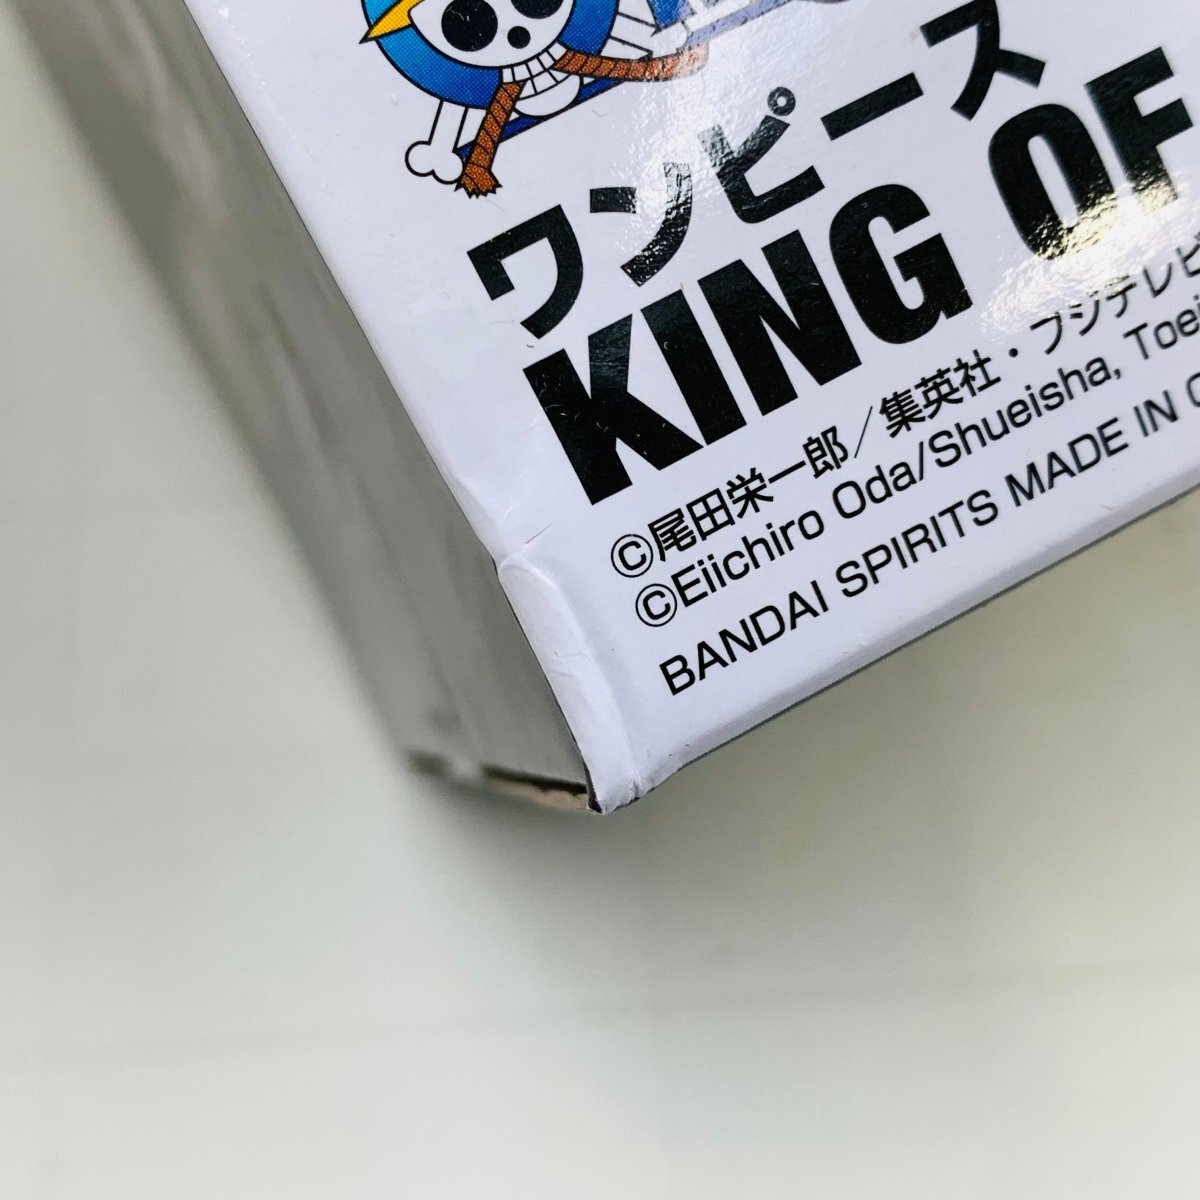 ワンピース
KING OF
©尾田栄一郎／集英社・フジテレビ
©Eiichiro Oda/Shueisha, Toei
BANDAI SPIRITS MADE IN